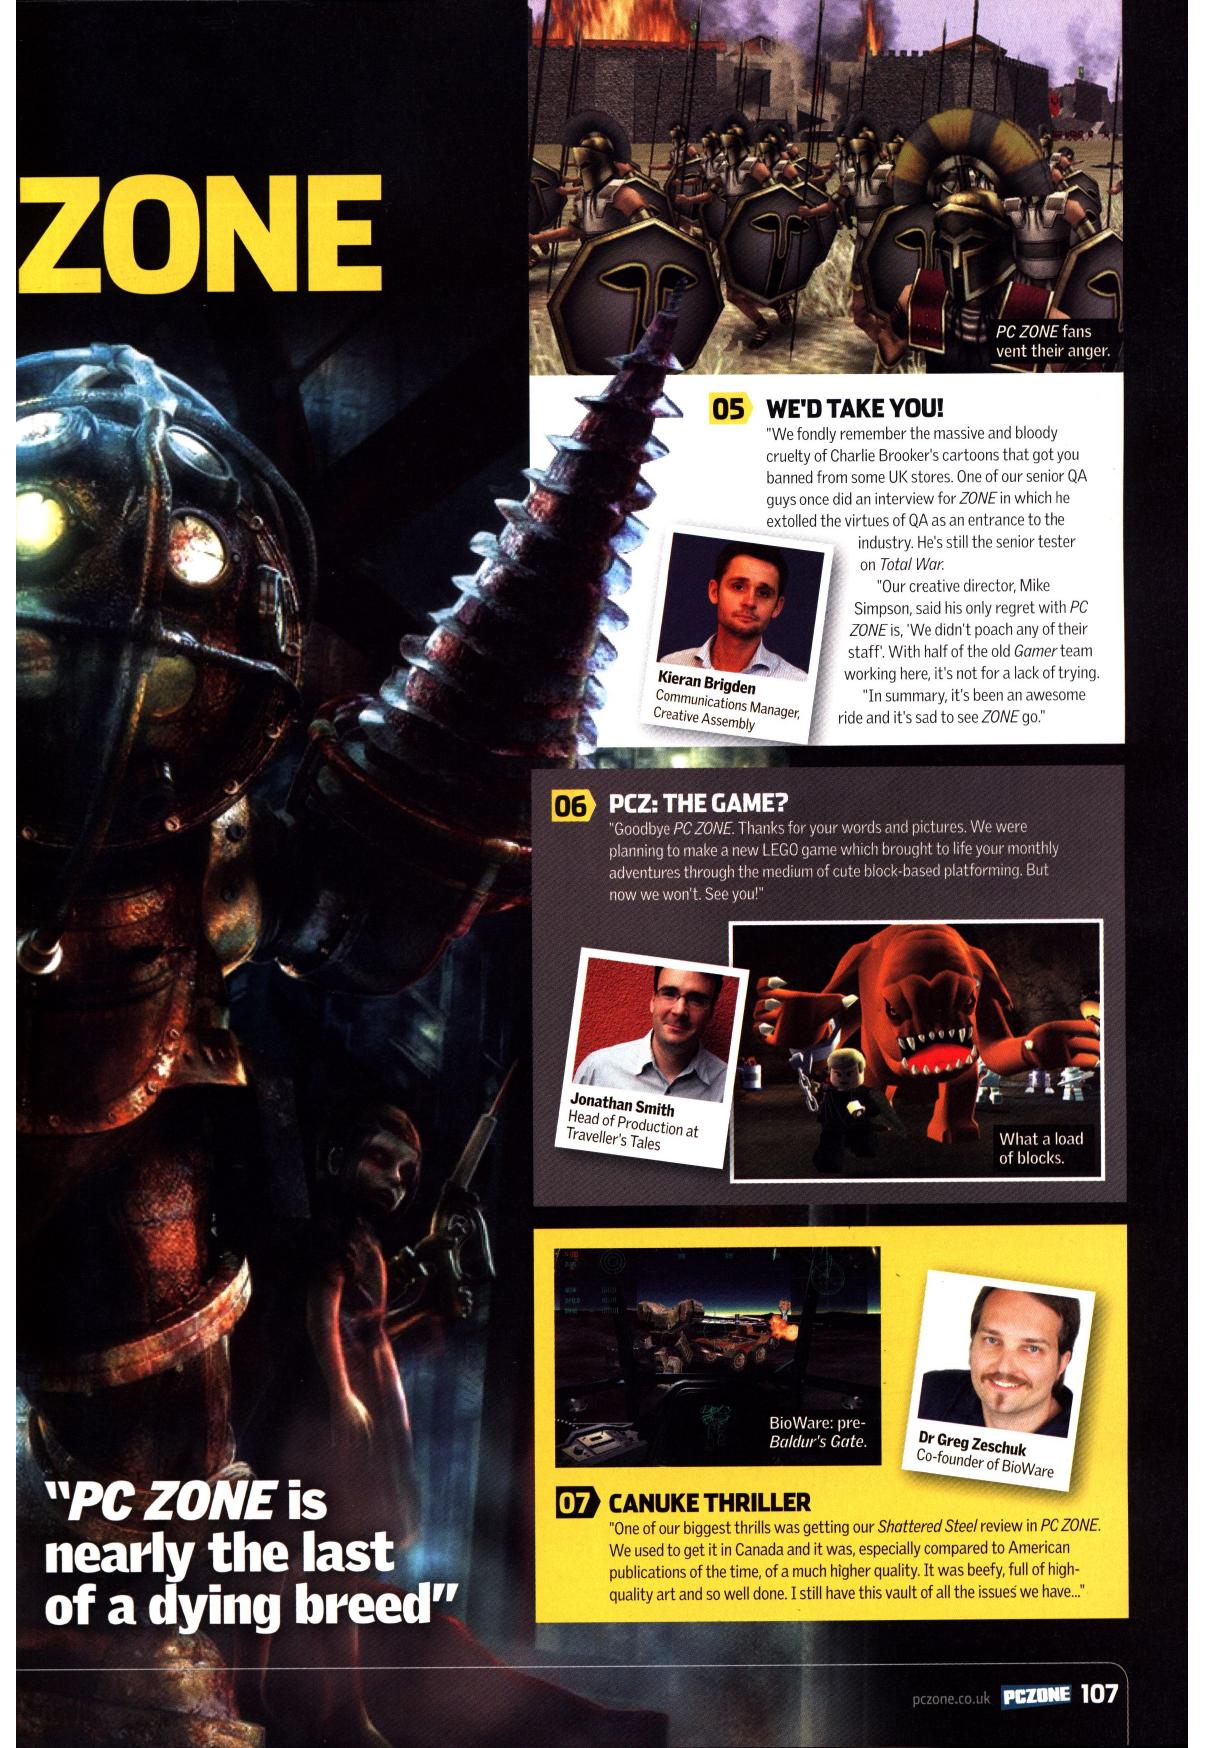 ZONE
PC ZONE fans
vent their anger.
05 WE'D TAKE YOU!
"We fondly remember the massive and bloody
cruelty of Charlie Brooker's cartoons that got you
banned from some UK stores. One of our senior QA
guys once did an interview for ZONE in which he
extolled the virtues of QA as an entrance to the
industry. He's still the senior tester
on Total War.
"Our creative director, Mike
Simpson, said his only regret with PC
ZONE is, 'We didn't poach any of their
staff'. With half of the old Gamer team
working here, it's not for a lack of trying.
"In summary, it's been an awesome
ride and it's sad to see ZONE go."
Kieran Brigden
Communications Manager,
Creative Assembly
06 PCZ: THE GAME?
"Goodbye PC ZONE. Thanks for your words and pictures. We were
planning to make a new LEGO game which brought to life your monthly
adventures through the medium of cute block-based platforming. But
now we won't. See you!"
Jonathan Smith
Head of Production at
Traveller's Tales
What a load
of blocks.
BioWare: pre-
Baldur's Gate.
Dr Greg Zeschuk
Co-founder of BioWare
07 CANUKE THRILLER
"One of our biggest thrills was getting our Shattered Steel review in PC ZONE.
We used to get it in Canada and it was, especially compared to American
publications of the time, of a much higher quality. It was beefy, full of high-
quality art and so well done. I still have this vault of all the issues we have..."
"PC ZONE is
nearly the last
of a dying breed"
pczone.co.uk PCZONE 107